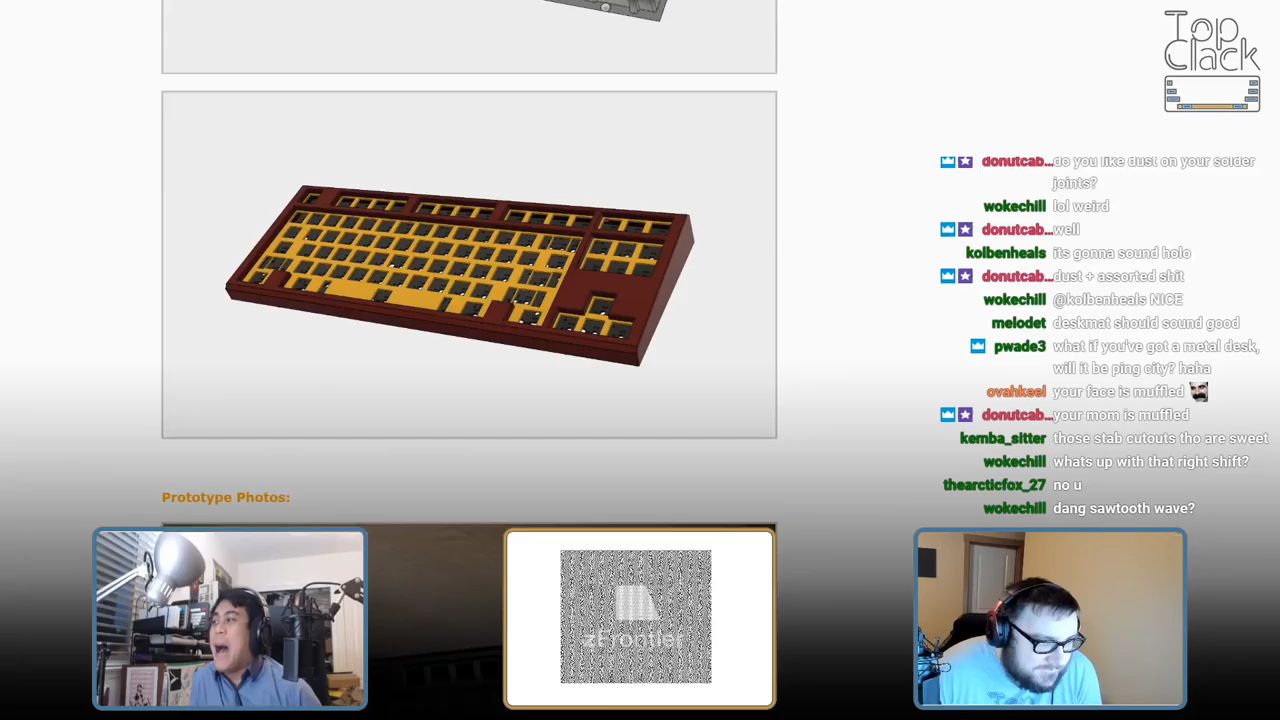 Top
Clack
donutcab... do you like dust on your solder
joints?
wokechill lol weird
donutcab... well
kolbenheals its gonna sound holo
donutcab... dust + assorted shit
wokechill @kolbenheals NICE
melodet deskmat should sound good
pwade3 what if you've got a metal desk,
will it be ping city? haha
ovahkeel your face is muffled
donutcab... your mom is muffled
kemba_sitter those stab cutouts tho are sweet
wokechill whats up with that right shift?
thearcticfox_27 no u
wokechill dang sawtooth wave?
Prototype Photos:
zFrontier